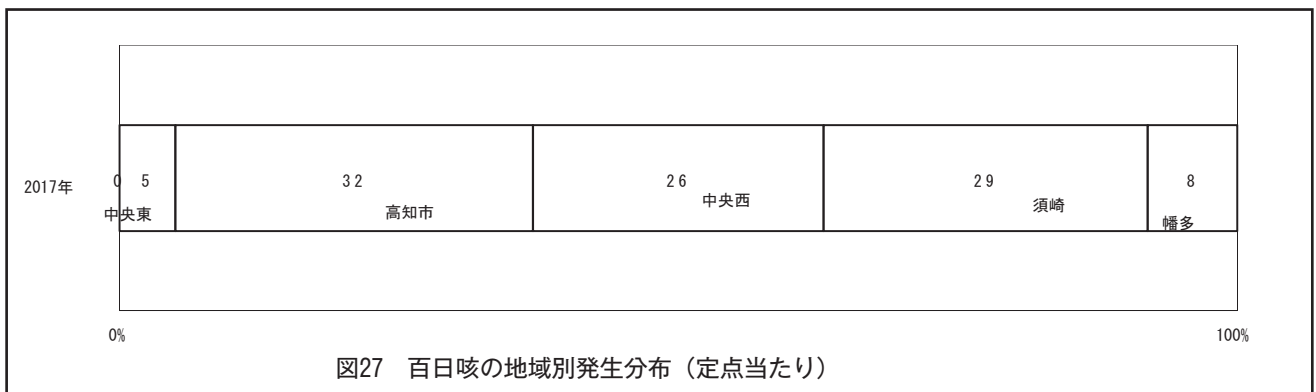 2017年 0 5 32 26 29 8
中央東 高知市 中央西 須崎 幡多
0% 100%
図27 百日咳の地域別発生分布（定点当たり）